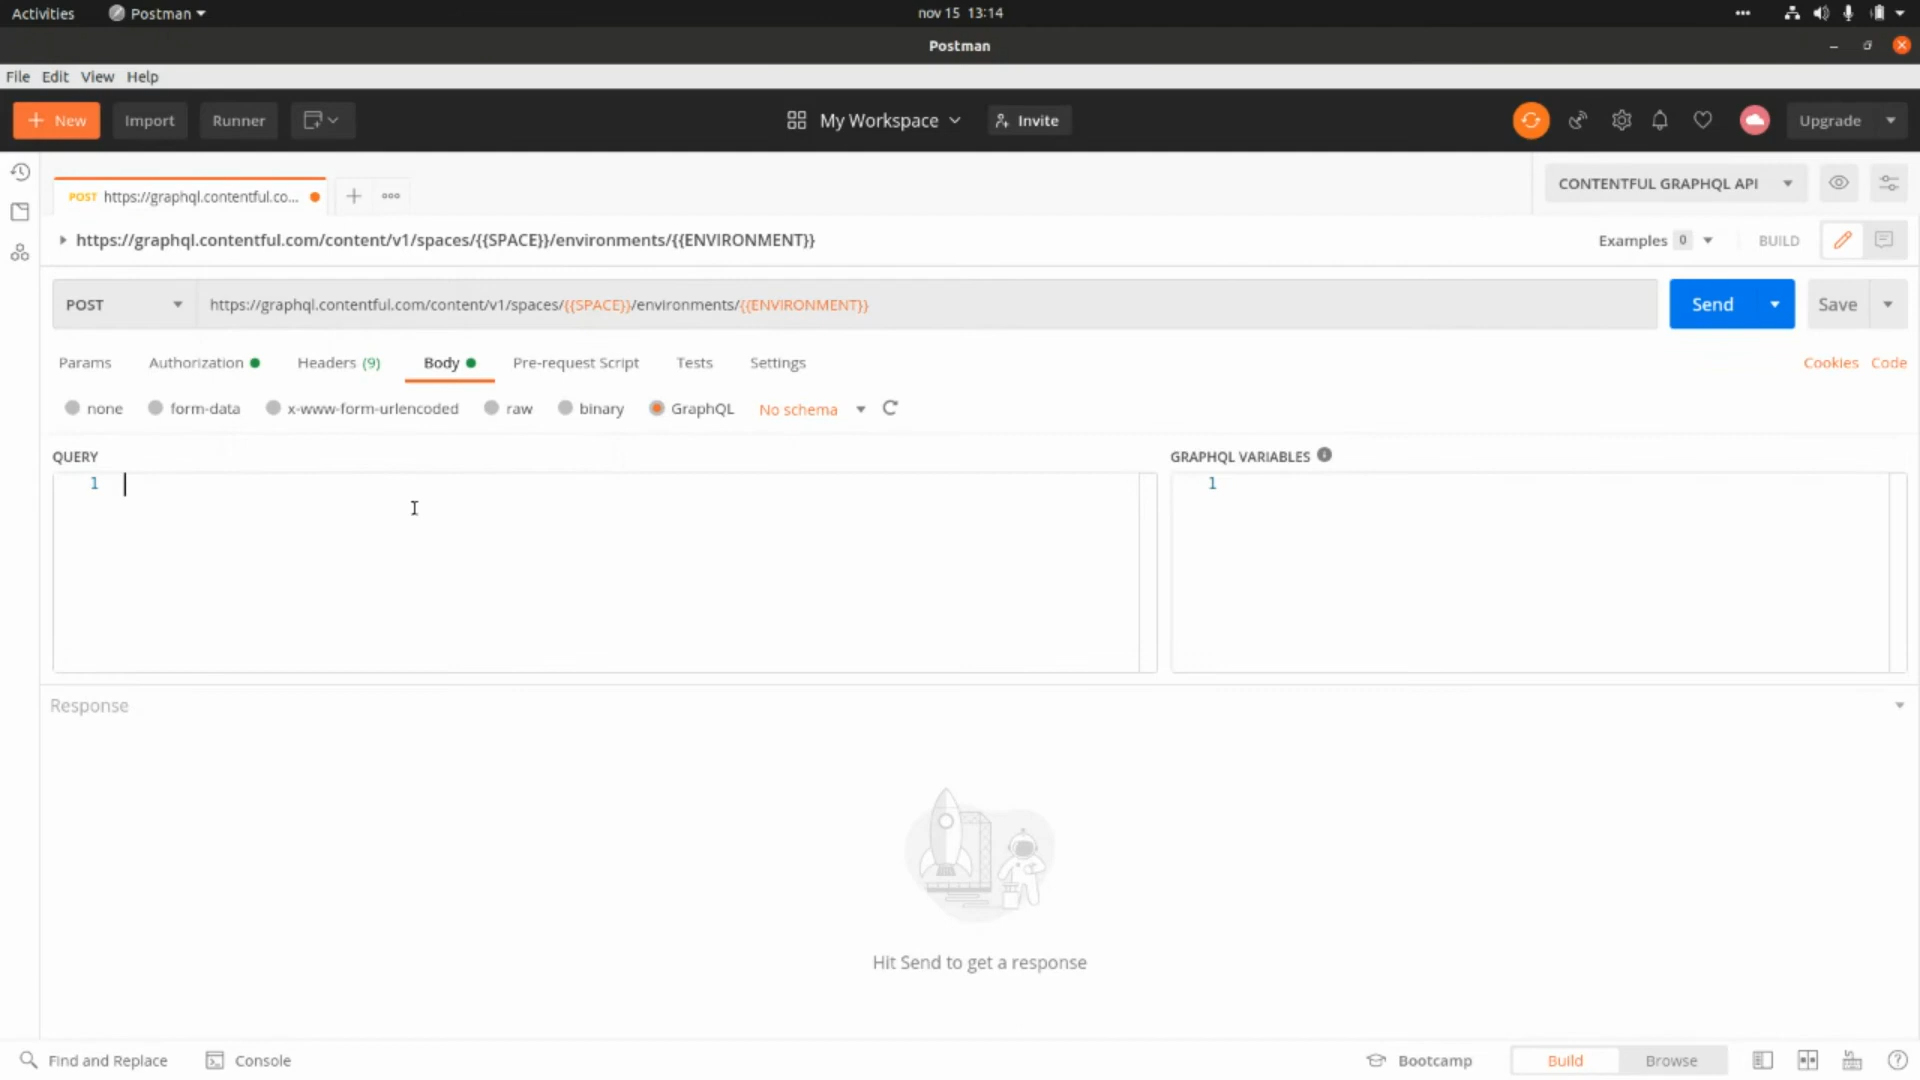 Activities
Postman
nov 15 13:14
Postman
File Edit View Help
New
Import
Runner
My Workspace
Invite
Upgrade
POST https://graphql.contentful.co...
CONTENTFUL GRAPHQL API
https://graphql.contentful.com/content/v1/spaces/{{SPACE}}/environments/{{ENVIRONMENT}}
Examples 0
BUILD
POST
https://graphql.contentful.com/content/v1/spaces/{{SPACE}}/environments/{{ENVIRONMENT}}
Send
Save
Params
Authorization
Headers (9)
Body
Pre-request Script
Tests
Settings
Cookies
Code
none
form-data
x-www-form-urlencoded
raw
binary
GraphQL
No schema
QUERY
GRAPHQL VARIABLES
1
1
Response
Hit Send to get a response
Find and Replace
Console
Bootcamp
Build
Browse